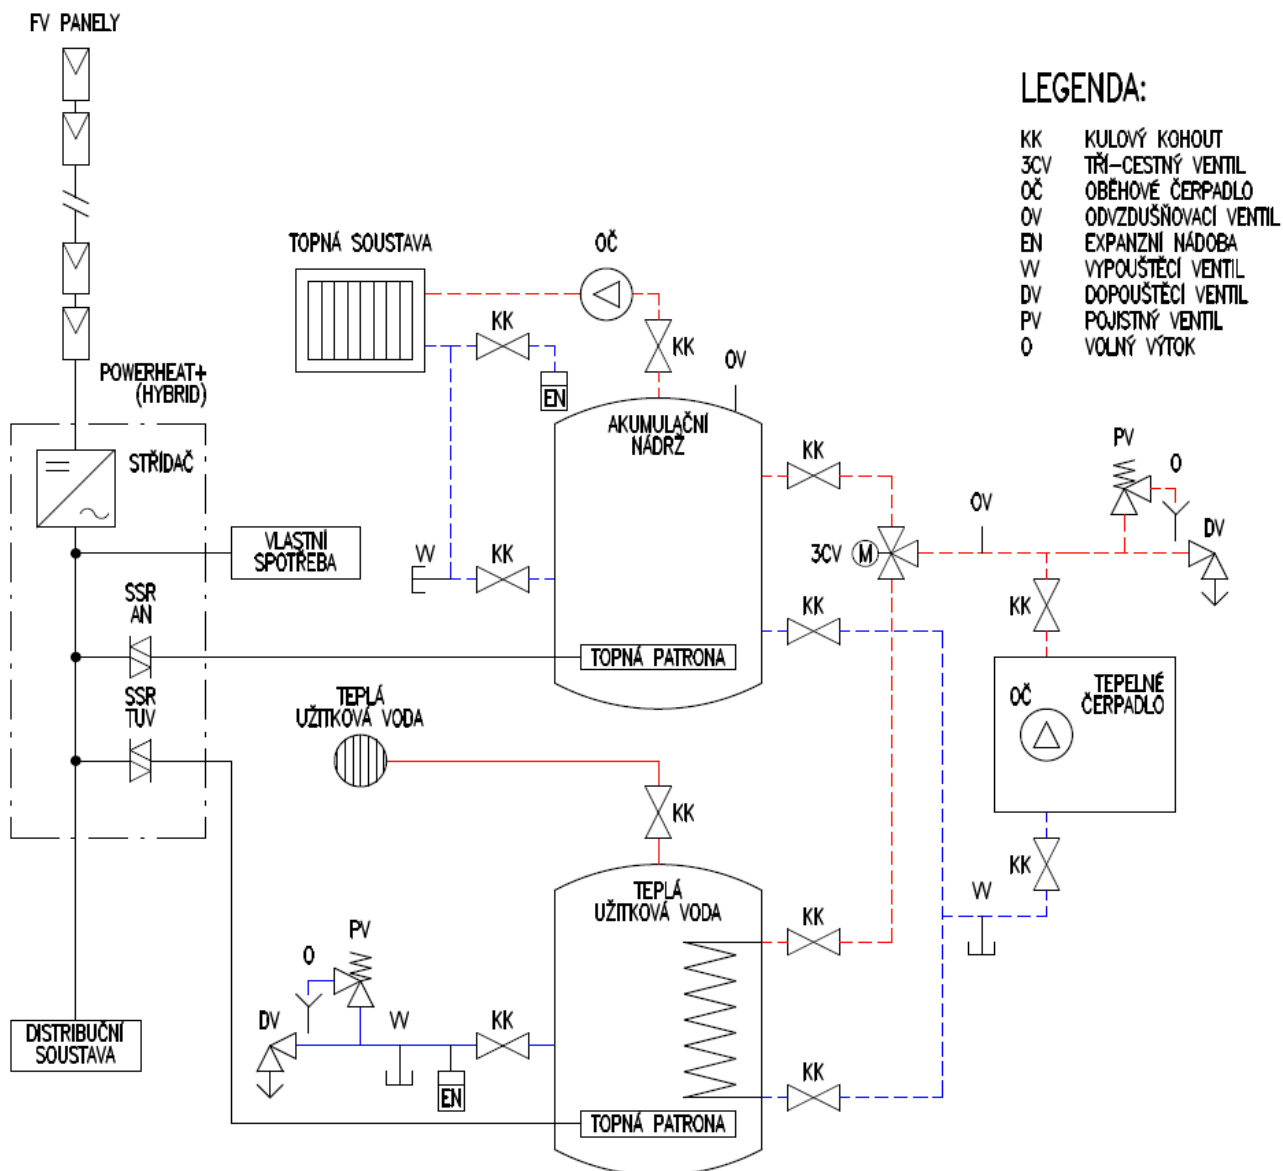 FV PANELY
LEGENDA:
KK KULOVÝ KOHOUT
3CV TŘÍ-CESTNÝ VENTIL
OČ OBĚHOVÉ ČERPADLO
OV ODVZDUŠŇOVACÍ VENTIL
EN EXPANZNÍ NÁDOBA
VV VYPOUŠTĚCÍ VENTIL
DV DOPOUŠTĚCÍ VENTIL
PV POJISTNÝ VENTIL
O VOLNÝ VÝTOK
TOPNÁ SOUSTAVA
OČ
KK
KK
OV
EN
POWERHEAT+
(HYBRID)
STŘÍDAČ
AKUMULAČNÍ
NÁDRŽ
KK
PV
O
OV
DV
VLASTNÍ
SPOTŘEBA
VV
KK
3CV
M
SSR
AN
KK
KK
TOPNÁ PATRONA
TEPELNÉ
ČERPADLO
OČ
SSR
TUV
TEPLÁ
UŽITKOVÁ VODA
KK
KK
TEPLÁ
UŽITKOVÁ VODA
VV
KK
PV
O
DV
VV
KK
EN
KK
DISTRIBUČNÍ
SOUSTAVA
TOPNÁ PATRONA